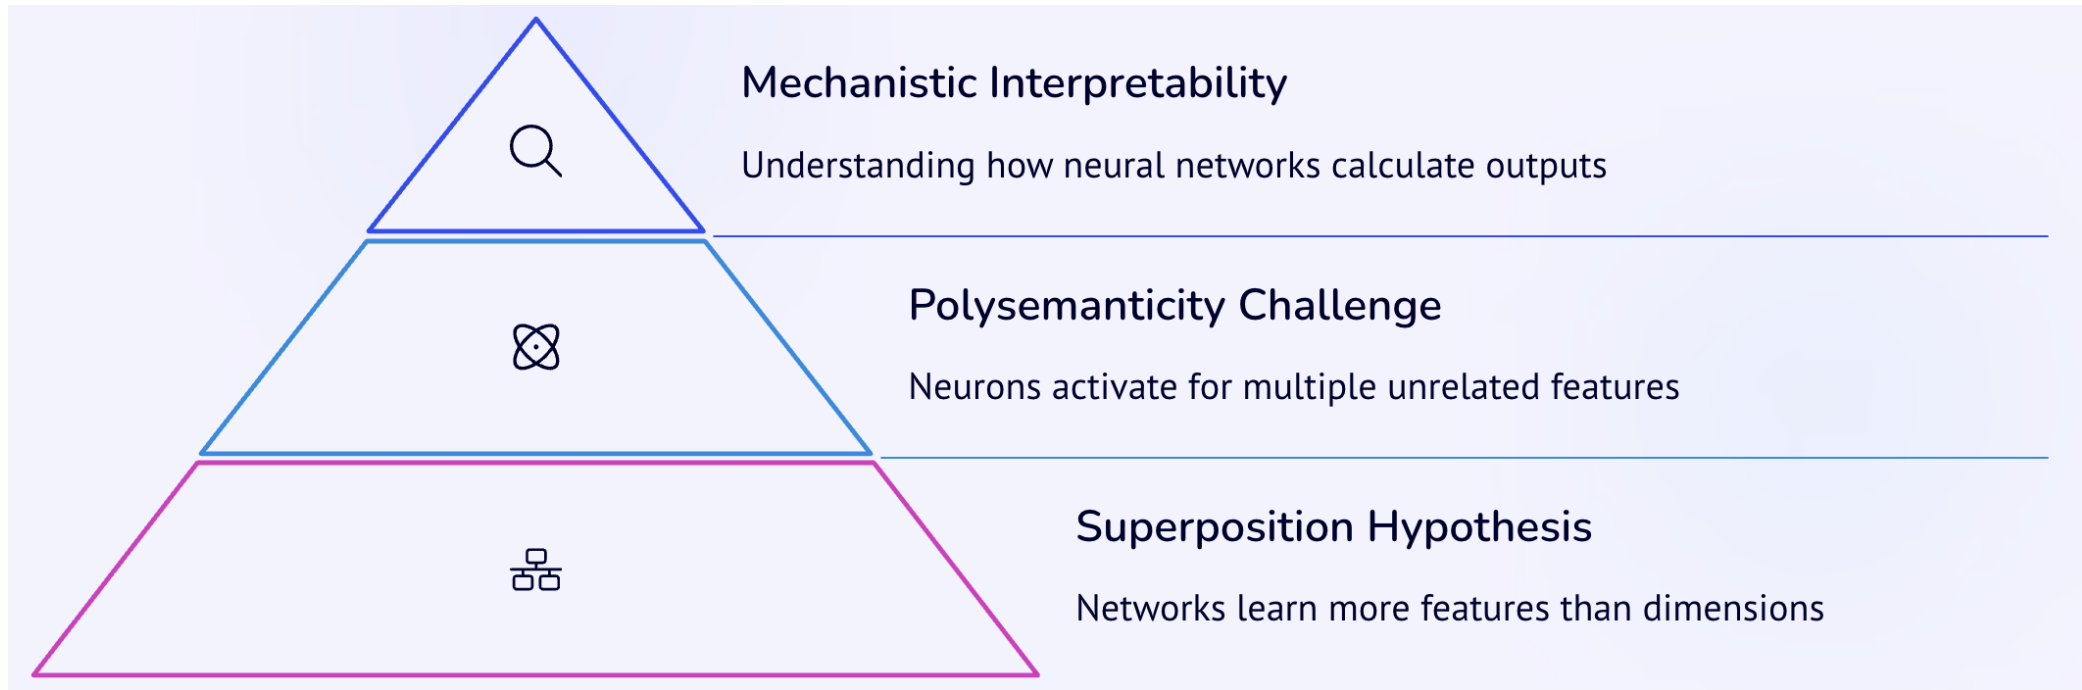 Mechanistic Interpretability
Understanding how neural networks calculate outputs
Polysemanticity Challenge
Neurons activate for multiple unrelated features
Superposition Hypothesis
Networks learn more features than dimensions